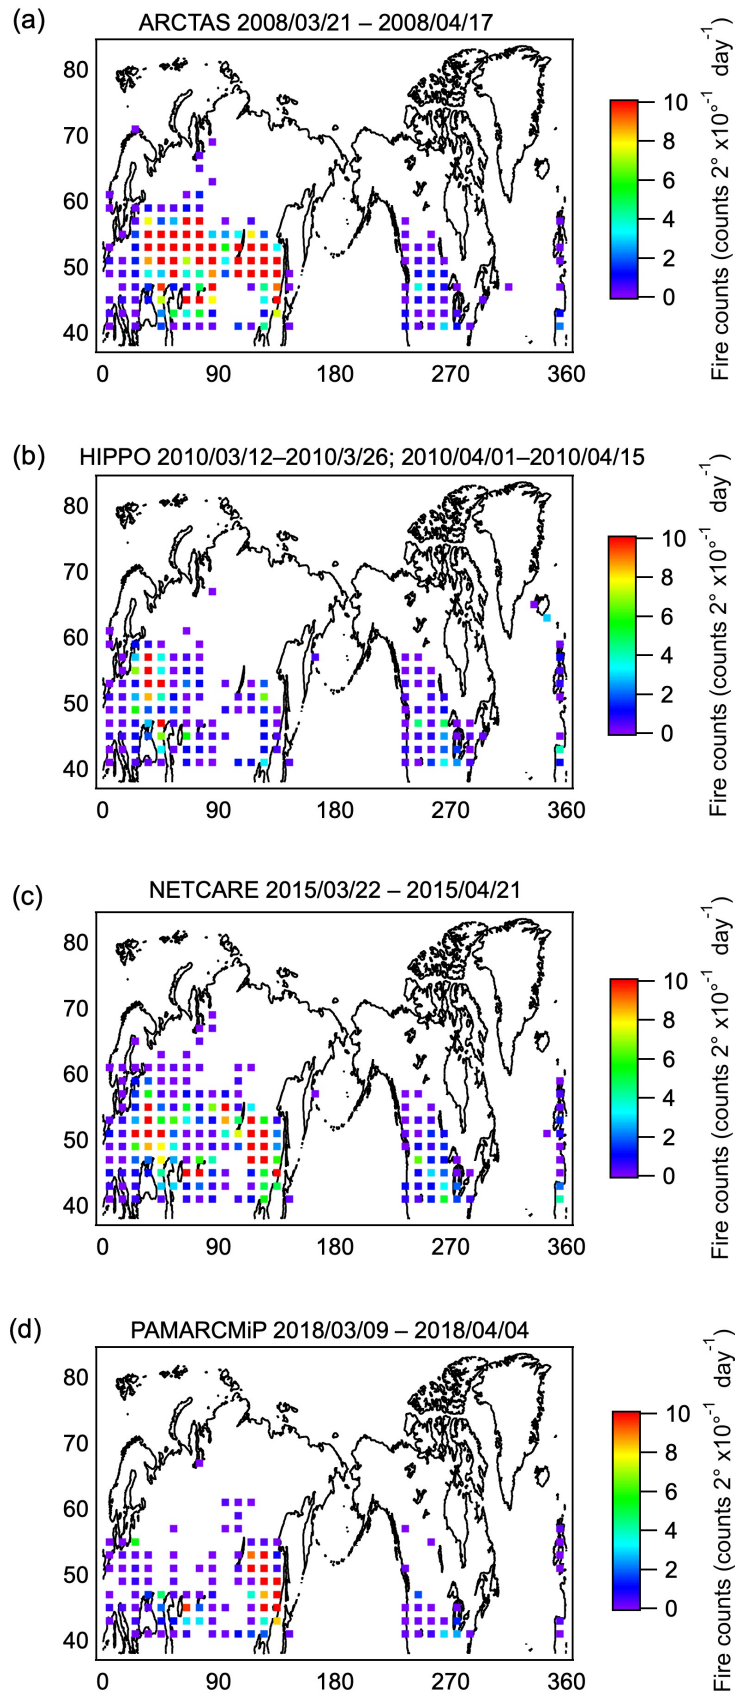 (a)
ARCTAS 2008/03/21 – 2008/04/17
80
70
60
50
40
0 90 180 270 360
10
8
6
4
2
0
Fire counts (counts 2° x10°⁻¹ day⁻¹)
(b)
HIPPO 2010/03/12–2010/3/26; 2010/04/01–2010/04/15
80
70
60
50
40
0 90 180 270 360
10
8
6
4
2
0
Fire counts (counts 2° x10°⁻¹ day⁻¹)
(c)
NETCARE 2015/03/22 – 2015/04/21
80
70
60
50
40
0 90 180 270 360
10
8
6
4
2
0
Fire counts (counts 2° x10°⁻¹ day⁻¹)
(d)
PAMARCMiP 2018/03/09 – 2018/04/04
80
70
60
50
40
0 90 180 270 360
10
8
6
4
2
0
Fire counts (counts 2° x10°⁻¹ day⁻¹)